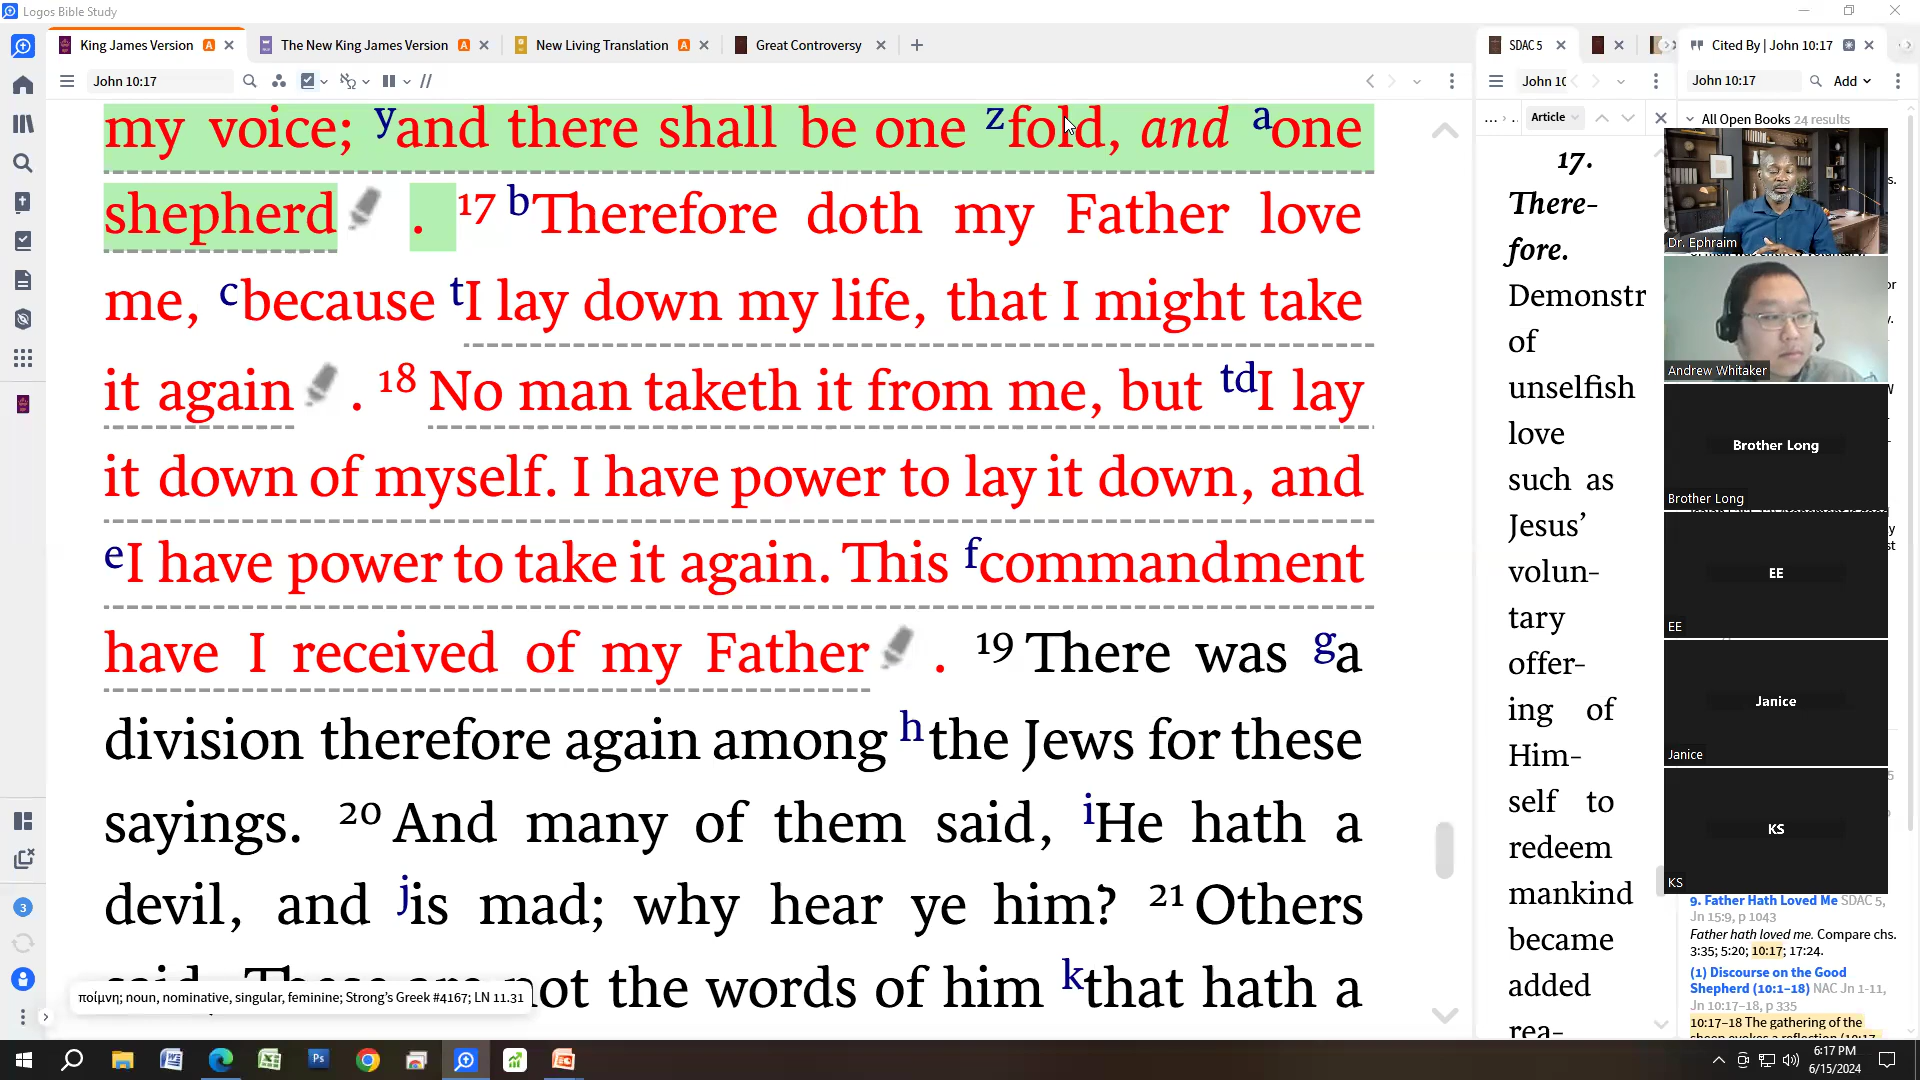 Logos Bible Study
King James Version A
The New King James Version A
New Living Translation A
Great Controversy
SDAC 5
Cited By | John 10:17
John 10:17
John 10
John 10:17
Add
my voice; yand there shall be one zfold, and aone
shepherd . 17 bTherefore doth my Father love
me, cbecause tI lay down my life, that I might take
it again . 18 No man taketh it from me, but tdI lay
it down of myself. I have power to lay it down, and
eI have power to take it again. This fcommandment
have I received of my Father . 19 There was ga
division therefore again among hthe Jews for these
sayings. 20 And many of them said, iHe hath a
devil, and jis mad; why hear ye him? 21 Others
said, These are not the words of him kthat hath a
ποίμνη; noun, nominative, singular, feminine; Strong’s Greek #4167; LN 11.31
3
Article
17.
There-
fore.
Demonstr
of
unselfish
love
such as
Jesus’
volun-
tary
offer-
ing of
Him-
self to
redeem
mankind
became
added
rea-
All Open Books 24 results
Dr. Ephraim
Andrew Whitaker
Brother Long
Brother Long
EE
EE
Janice
Janice
KS
KS
9. Father Hath Loved Me SDAC 5,
Jn 15:9, p 1043
Father hath loved me. Compare chs.
3:35; 5:20; 10:17; 17:24.
(1) Discourse on the Good
Shepherd (10:1–18) NAC Jn 1-11,
Jn 10:17–18, p 335
10:17–18 The gathering of the
6:17 PM
6/15/2024